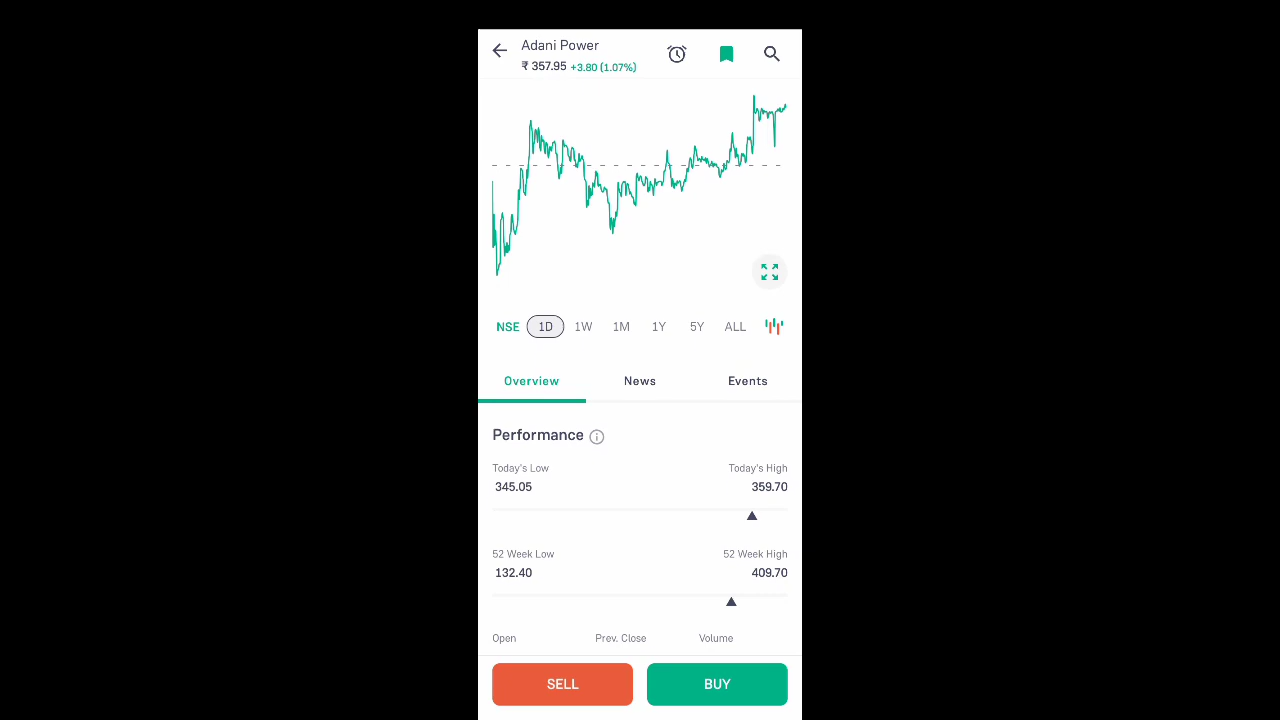 Adani Power
₹ 357.95 +3.80 (1.07%)
NSE 1D 1W 1M 1Y 5Y ALL
Overview News Events
Performance
Today's Low Today's High
345.05 359.70
52 Week Low 52 Week High
132.40 409.70
Open Prev. Close Volume
SELL BUY